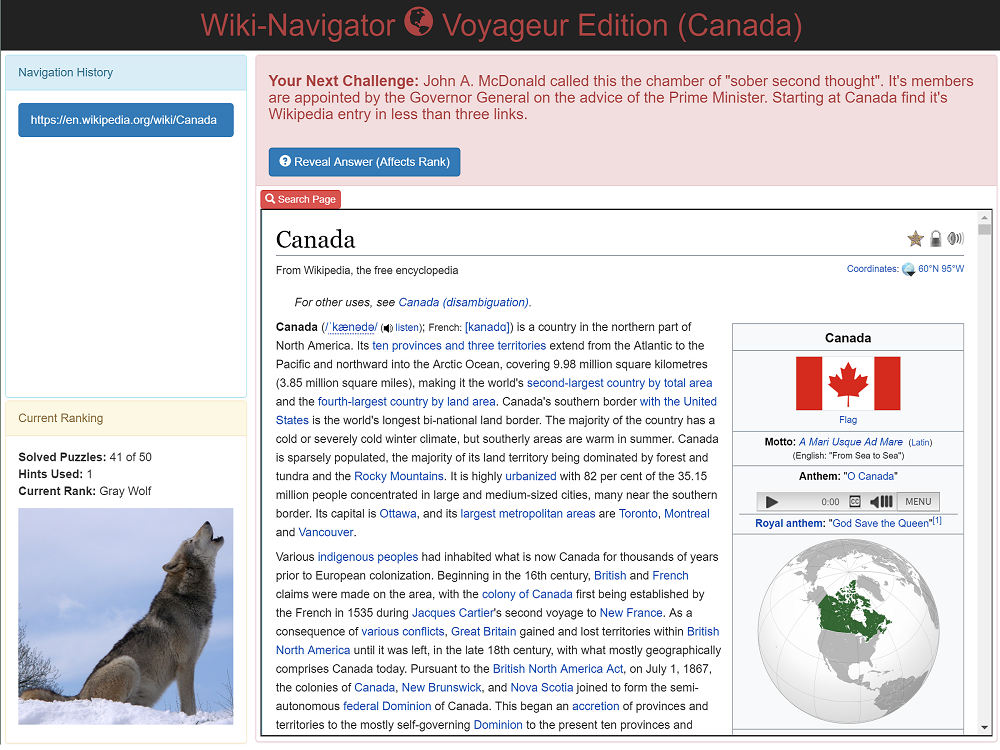 Wiki-Navigator Voyageur Edition (Canada)
Navigation History
https://en.wikipedia.org/wiki/Canada
Your Next Challenge: John A. McDonald called this the chamber of "sober second thought". It's members
are appointed by the Governor General on the advice of the Prime Minister. Starting at Canada find it's
Wikipedia entry in less than three links.
Reveal Answer (Affects Rank)
Search Page
Canada
From Wikipedia, the free encyclopedia
Coordinates: 60°N 95°W
For other uses, see Canada (disambiguation).
Canada (/ˈkænədə/ (listen); French: [kanadɑ]) is a country in the northern part of
North America. Its ten provinces and three territories extend from the Atlantic to the
Pacific and northward into the Arctic Ocean, covering 9.98 million square kilometres
(3.85 million square miles), making it the world's second-largest country by total area
and the fourth-largest country by land area. Canada's southern border with the United
States is the world's longest bi-national land border. The majority of the country has a
cold or severely cold winter climate, but southerly areas are warm in summer. Canada
is sparsely populated, the majority of its land territory being dominated by forest and
tundra and the Rocky Mountains. It is highly urbanized with 82 per cent of the 35.15
million people concentrated in large and medium-sized cities, many near the southern
border. Its capital is Ottawa, and its largest metropolitan areas are Toronto, Montreal
and Vancouver.
Various indigenous peoples had inhabited what is now Canada for thousands of years
prior to European colonization. Beginning in the 16th century, British and French
claims were made on the area, with the colony of Canada first being established by
the French in 1535 during Jacques Cartier's second voyage to New France. As a
consequence of various conflicts, Great Britain gained and lost territories within British
North America until it was left, in the late 18th century, with what mostly geographically
comprises Canada today. Pursuant to the British North America Act, on July 1, 1867,
the colonies of Canada, New Brunswick, and Nova Scotia joined to form the semi-
autonomous federal Dominion of Canada. This began an accretion of provinces and
territories to the mostly self-governing Dominion to the present ten provinces and
Canada
Flag
Motto: A Mari Usque Ad Mare (Latin)
(English: "From Sea to Sea")
Anthem: "O Canada"
0:00 CC MENU
Royal anthem: "God Save the Queen"[1]
Current Ranking
Solved Puzzles: 41 of 50
Hints Used: 1
Current Rank: Gray Wolf